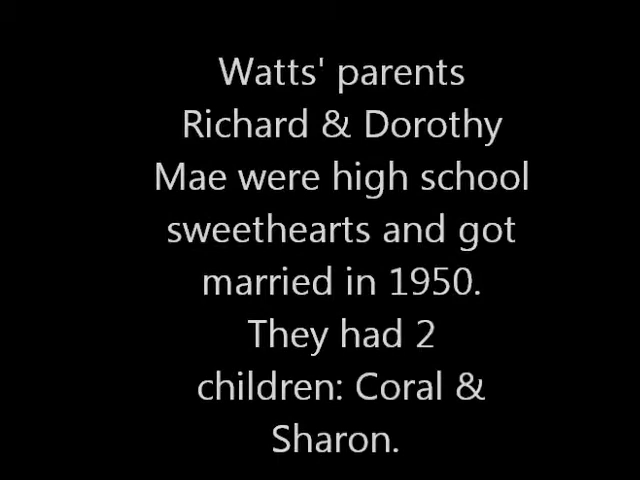 Watts' parents
Richard & Dorothy
Mae were high school
sweethearts and got
married in 1950.
They had 2
children: Coral &
Sharon.